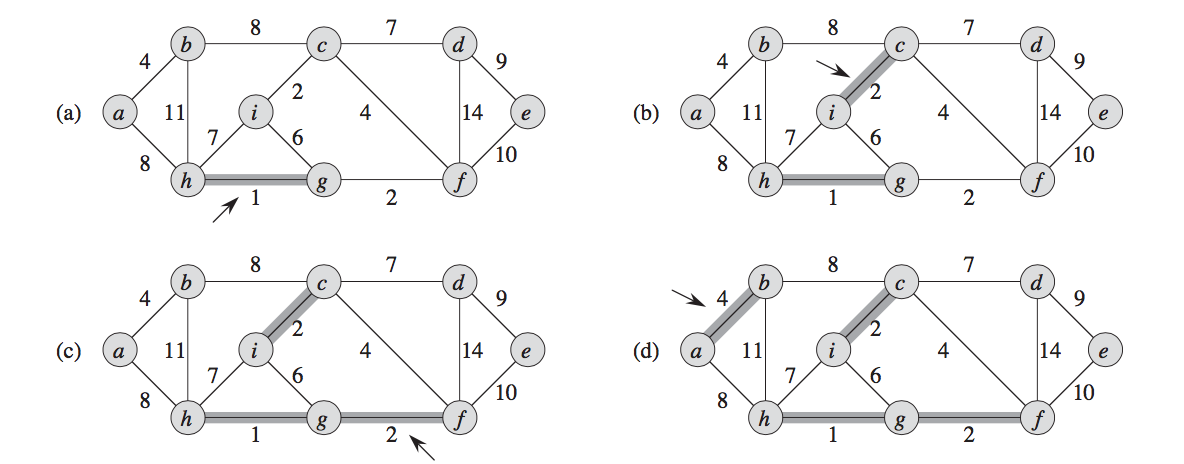 8 7 8 7
b c d b c d
4 9 4 9
2 2
(a) a 11 i 4 14 e (b) a 11 i 4 14 e
7 6 7 6
8 10 8 10
h g f h g f
1 2 1 2
8 7 8 7
b c d b c d
4 9 4 9
2 2
(c) a 11 i 4 14 e (d) a 11 i 4 14 e
7 6 7 6
8 10 8 10
h g f h g f
1 2 1 2